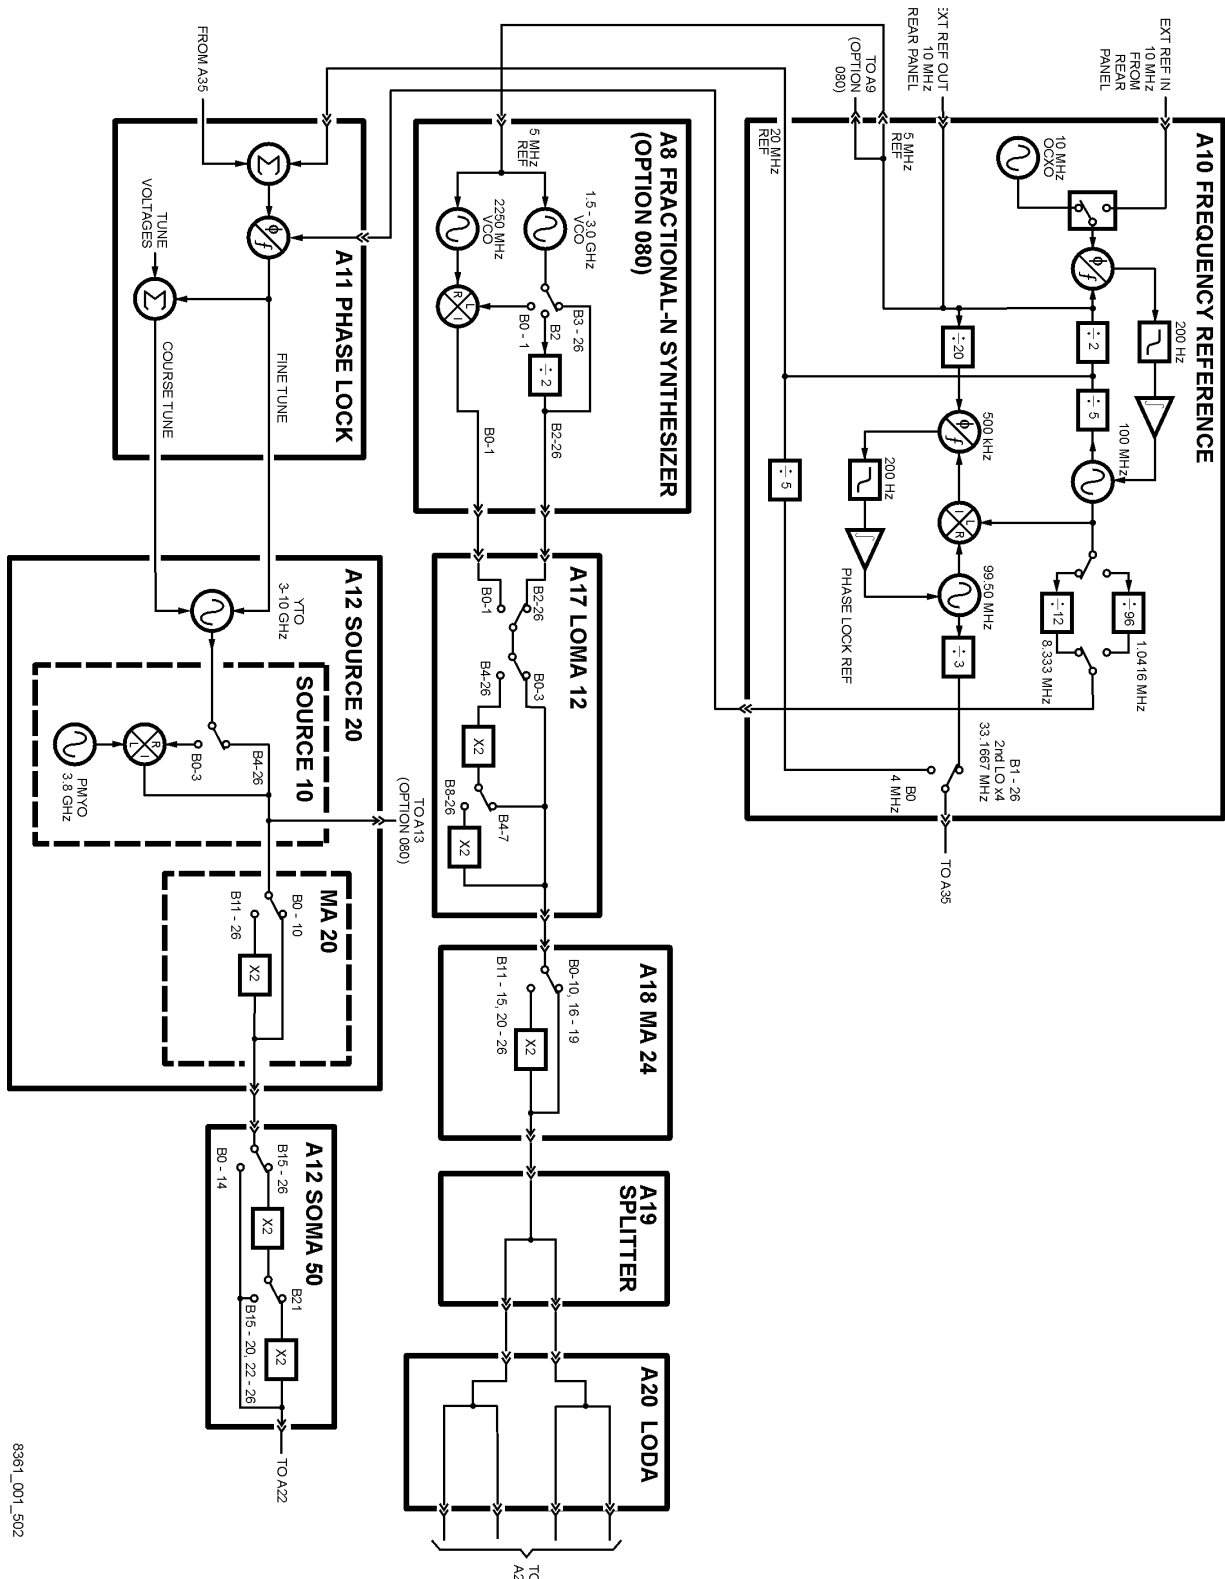 A10 FREQUENCY REFERENCE
EXT REF IN
10 MHz
FROM
REAR
PANEL
10 MHz
OCXO
ϕ
f
200 Hz
÷ 2
÷ 5
100 MHz
÷ 96
÷ 12
1.0416 MHz
8.333 MHz
EXT REF OUT
10 MHz
REAR PANEL
TO A9
(OPTION
080)
5 MHz
REF
20 MHz
REF
÷ 20
500 kHz
ϕ
f
200 Hz
L
I
R
99.50 MHz
PHASE LOCK REF
÷ 3
÷ 5
B1 - 26
2nd LO x4
33.1667 MHz
B0
4 MHz
TO A35
A8 FRACTIONAL-N SYNTHESIZER
(OPTION 080)
5 MHz
REF
1.5 - 3.0 GHz
VCO
2250 MHz
VCO
L
R
I
B3 - 26
B2
B0 - 1
÷ 2
B2-26
B0-1
A17 LOMA 12
B2-26
B0-1
B0-3
B4-26
X2
B4-7
B8-26
X2
A18 MA 24
B0-10, 16 - 19
B11 - 15, 20 - 26
X2
A19
SPLITTER
A20 LODA
FROM A35
Σ
ϕ
f
A11 PHASE LOCK
TUNE
VOLTAGES
Σ
FINE TUNE
COURSE TUNE
A12 SOURCE 20
YTO
3-10 GHz
SOURCE 10
B4-26
B0-3
R
L
I
PMYO
3.8 GHz
TO A13
(OPTION 080)
MA 20
B0 - 10
B11 - 26
X2
A12 SOMA 50
B15 - 26
B0 - 14
X2
B21
B15 - 20, 22 - 26
X2
TO A22
8361_001_502